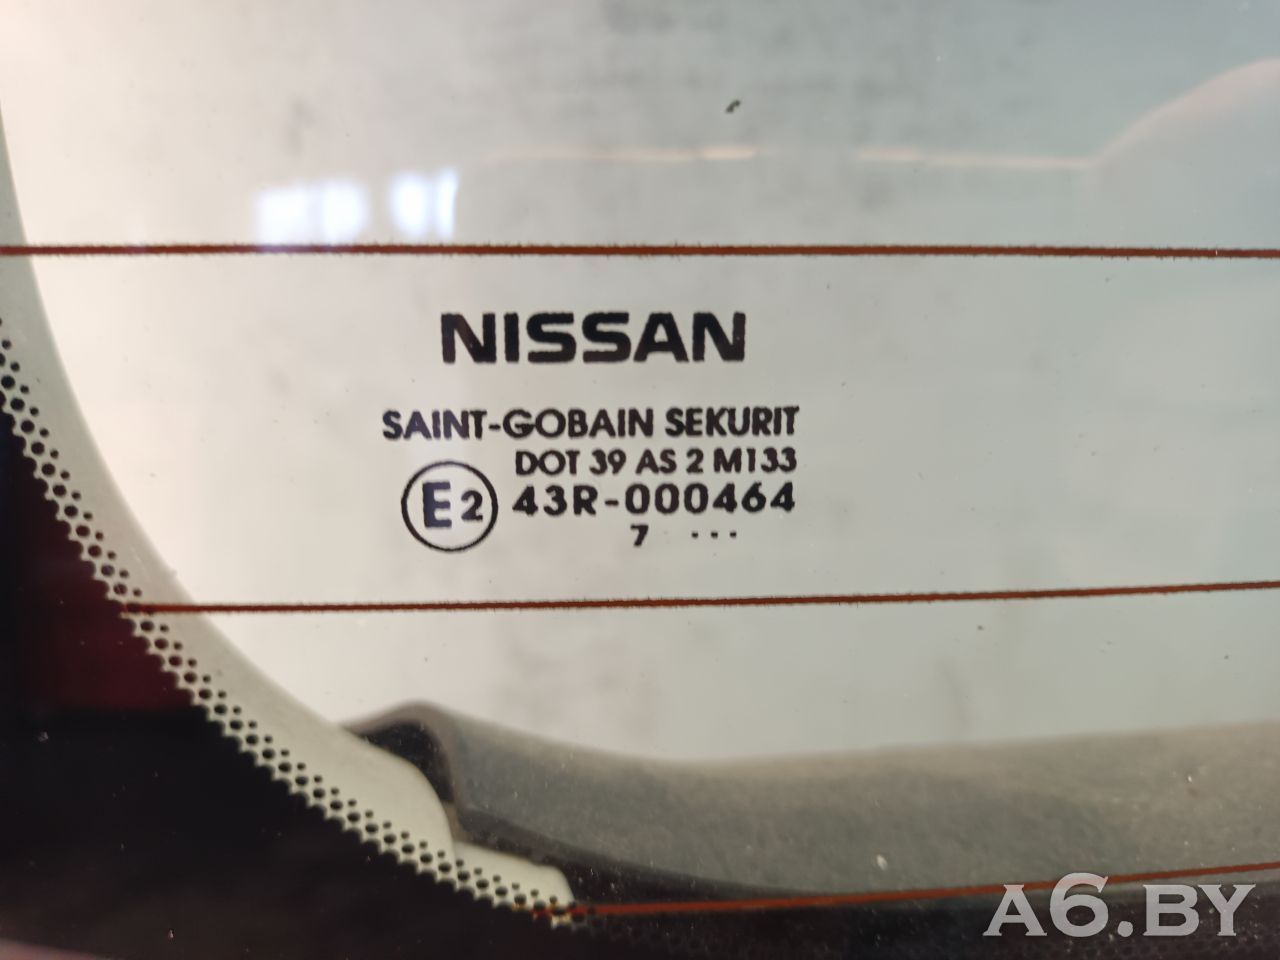 NISSAN
SAINT-GOBAIN SEKURIT
DOT 39 AS 2 M133
E2 43R-000464
7 ...
A6.BY